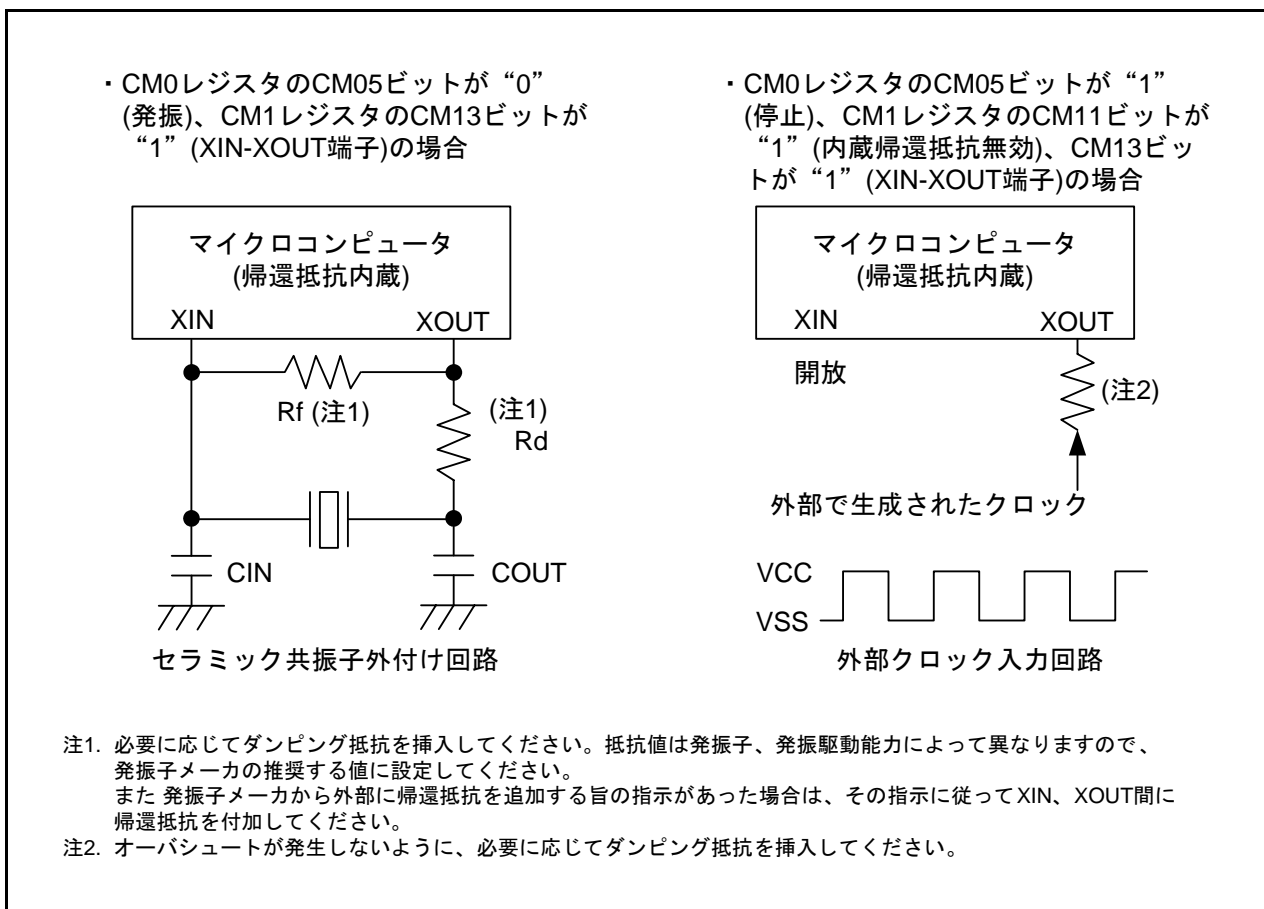 ・CM0レジスタのCM05ビットが“0”
(発振)、CM1レジスタのCM13ビットが
“1”(XIN-XOUT端子)の場合
マイクロコンピュータ
(帰還抵抗内蔵)
XIN XOUT
Rf (注1)
(注1)
Rd
CIN COUT
セラミック共振子外付け回路
・CM0レジスタのCM05ビットが“1”
(停止)、CM1レジスタのCM11ビットが
“1”(内蔵帰還抵抗無効)、CM13ビッ
トが“1”(XIN-XOUT端子)の場合
マイクロコンピュータ
(帰還抵抗内蔵)
XIN XOUT
開放
(注2)
外部で生成されたクロック
VCC
VSS
外部クロック入力回路
注1. 必要に応じてダンピング抵抗を挿入してください。抵抗値は発振子、発振駆動能力によって異なりますので、
発振子メーカの推奨する値に設定してください。
また 発振子メーカから外部に帰還抵抗を追加する旨の指示があった場合は、その指示に従ってXIN、XOUT間に
帰還抵抗を付加してください。
注2. オーバシュートが発生しないように、必要に応じてダンピング抵抗を挿入してください。